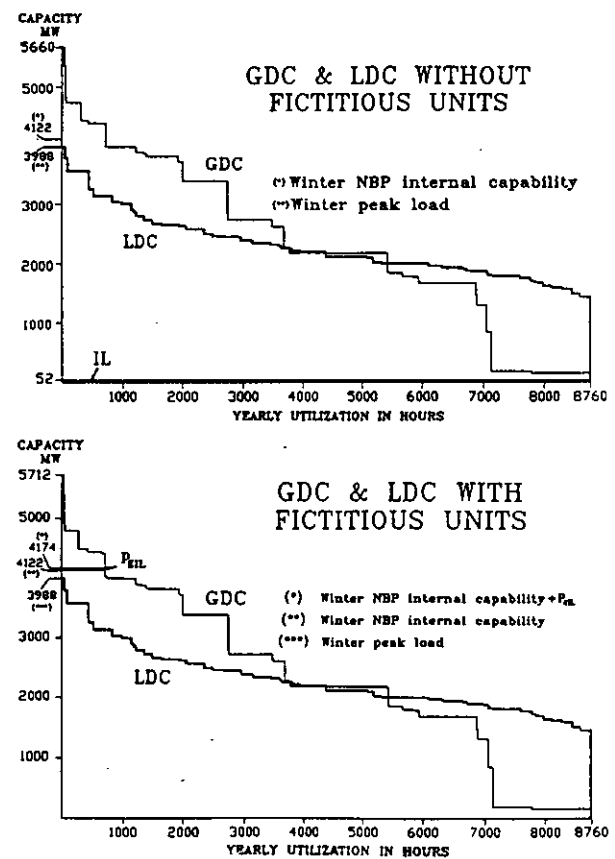 CAPACITY
MW
5660
5000
(*)
4122
3988
(**)
3000
2000
1000
52
GDC & LDC WITHOUT
FICTITIOUS UNITS
GDC
(*)Winter NBP internal capability
(**)Winter peak load
LDC
IL
1000 2000 3000 4000 5000 6000 7000 8000 8760
YEARLY UTILIZATION IN HOURS
CAPACITY
MW
5712
5000
(*)
4174
4122
(**)
3988
(***)
3000
2000
1000
GDC & LDC WITH
FICTITIOUS UNITS
GDC
(*) Winter NBP internal capability+
(**) Winter NBP internal capability
(***) Winter peak load
LDC
1000 2000 3000 4000 5000 6000 7000 8000 8760
YEARLY UTILIZATION IN HOURS